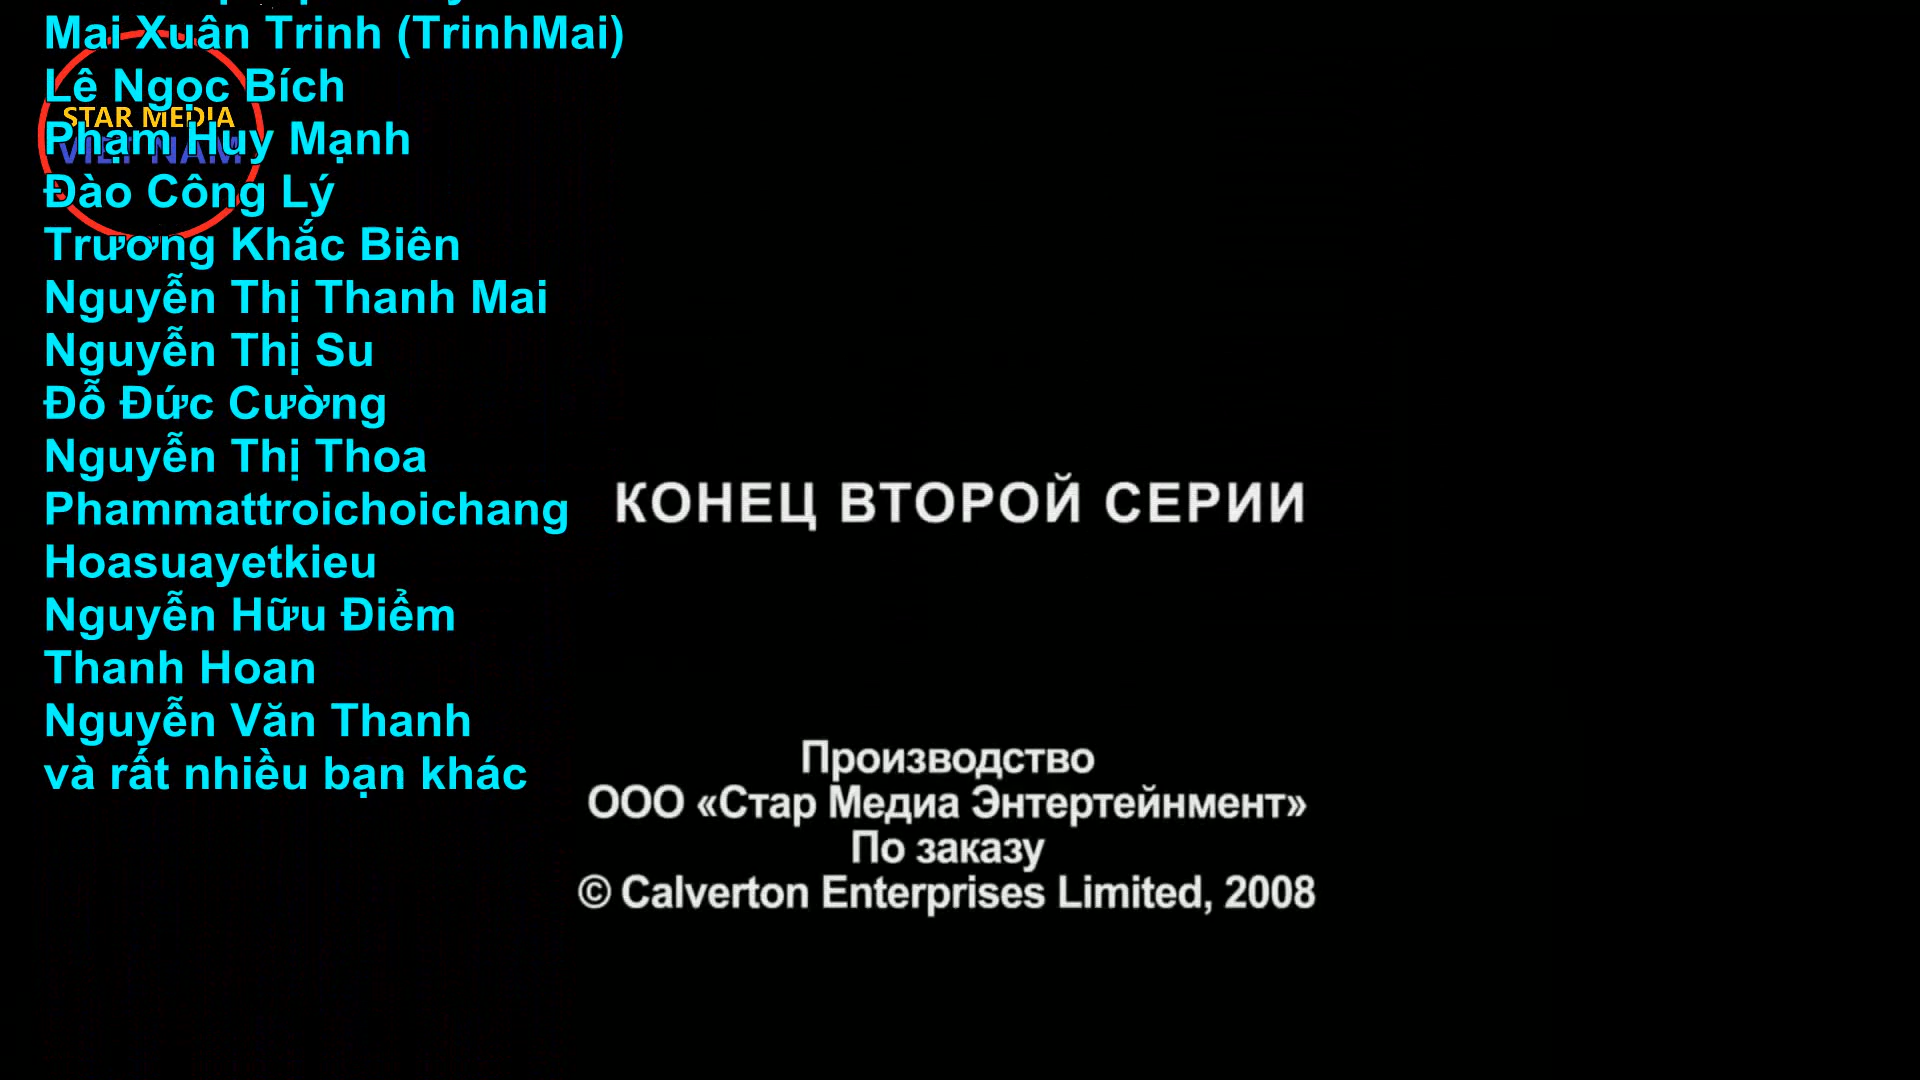 Mai Xuân Trinh (TrinhMai)
Lê Ngọc Bích
STAR MEDIA
Phạm Huy Mạnh
VIỆT NAM
Đào Công Lý
Trương Khắc Biên
Nguyễn Thị Thanh Mai
Nguyễn Thị Su
Đỗ Đức Cường
Nguyễn Thị Thoa
Phammattroichoichang
Hoasuayetkieu
Nguyễn Hữu Điểm
Thanh Hoan
Nguyễn Văn Thanh
và rất nhiều bạn khác
КОНЕЦ ВТОРОЙ СЕРИИ
Производство
ООО «Стар Медиа Энтертейнмент»
По заказу
© Calverton Enterprises Limited, 2008